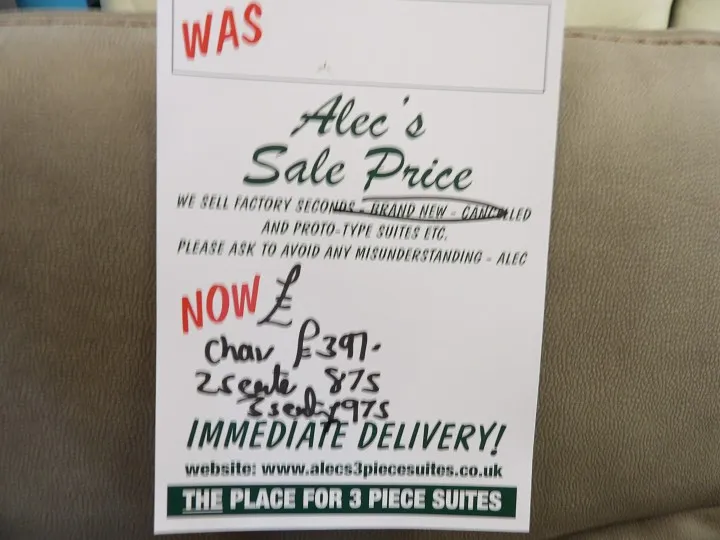 WAS
Alec's
Sale Price
WE SELL FACTORY SECONDS - BRAND NEW - CANCELLED
AND PROTO-TYPE SUITES ETC.
PLEASE ASK TO AVOID ANY MISUNDERSTANDING - ALEC
NOW £
Chair £397.
2 seate 875
3 seating 975
IMMEDIATE DELIVERY!
website: www.alecs3piecesuites.co.uk
THE PLACE FOR 3 PIECE SUITES